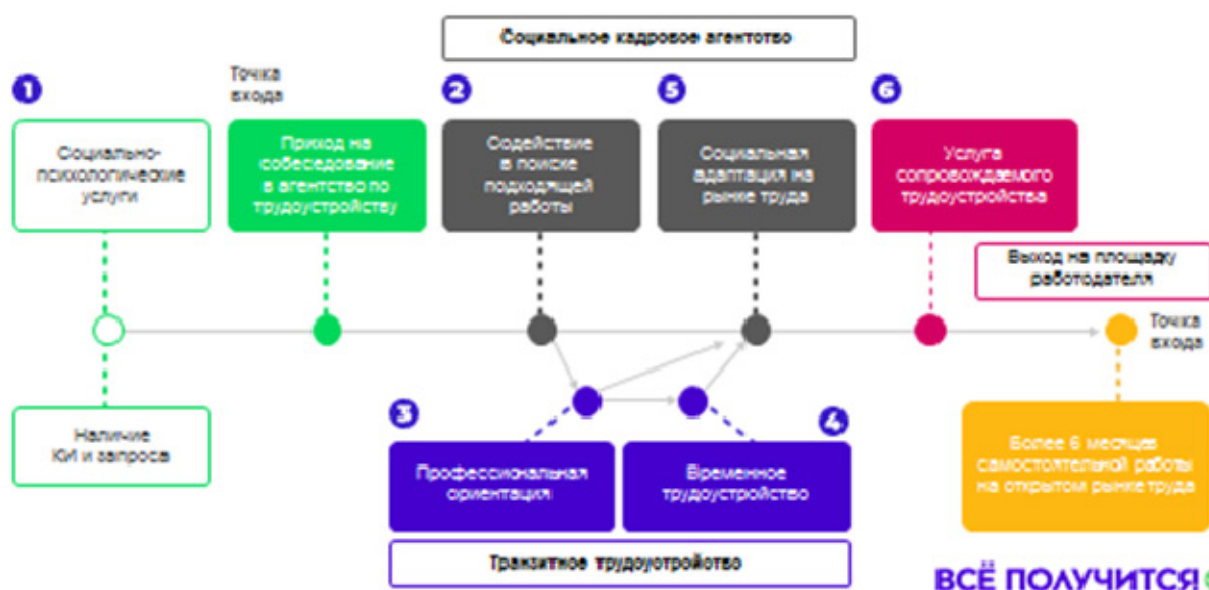 Социальное кадровое агентство
1
Точка
входа
2
5
6
Социально-
психологические
услуги
Приход на
собеседование
в агентство по
трудоустройству
Содействие
в поиске
подходящей
работы
Социальная
адаптация на
рынке труда
Услуга
сопровождаемого
трудоустройства
Выход на площадку
работодателя
Точка
входа
Наличие
КИ и запроса
3
4
Профессиональная
ориентация
Временное
трудоустройство
Более 6 месяцев
самостоятельной работы
на открытом рынке труда
Транзитное трудоустройство
ВСЁ ПОЛУЧИТСЯ!